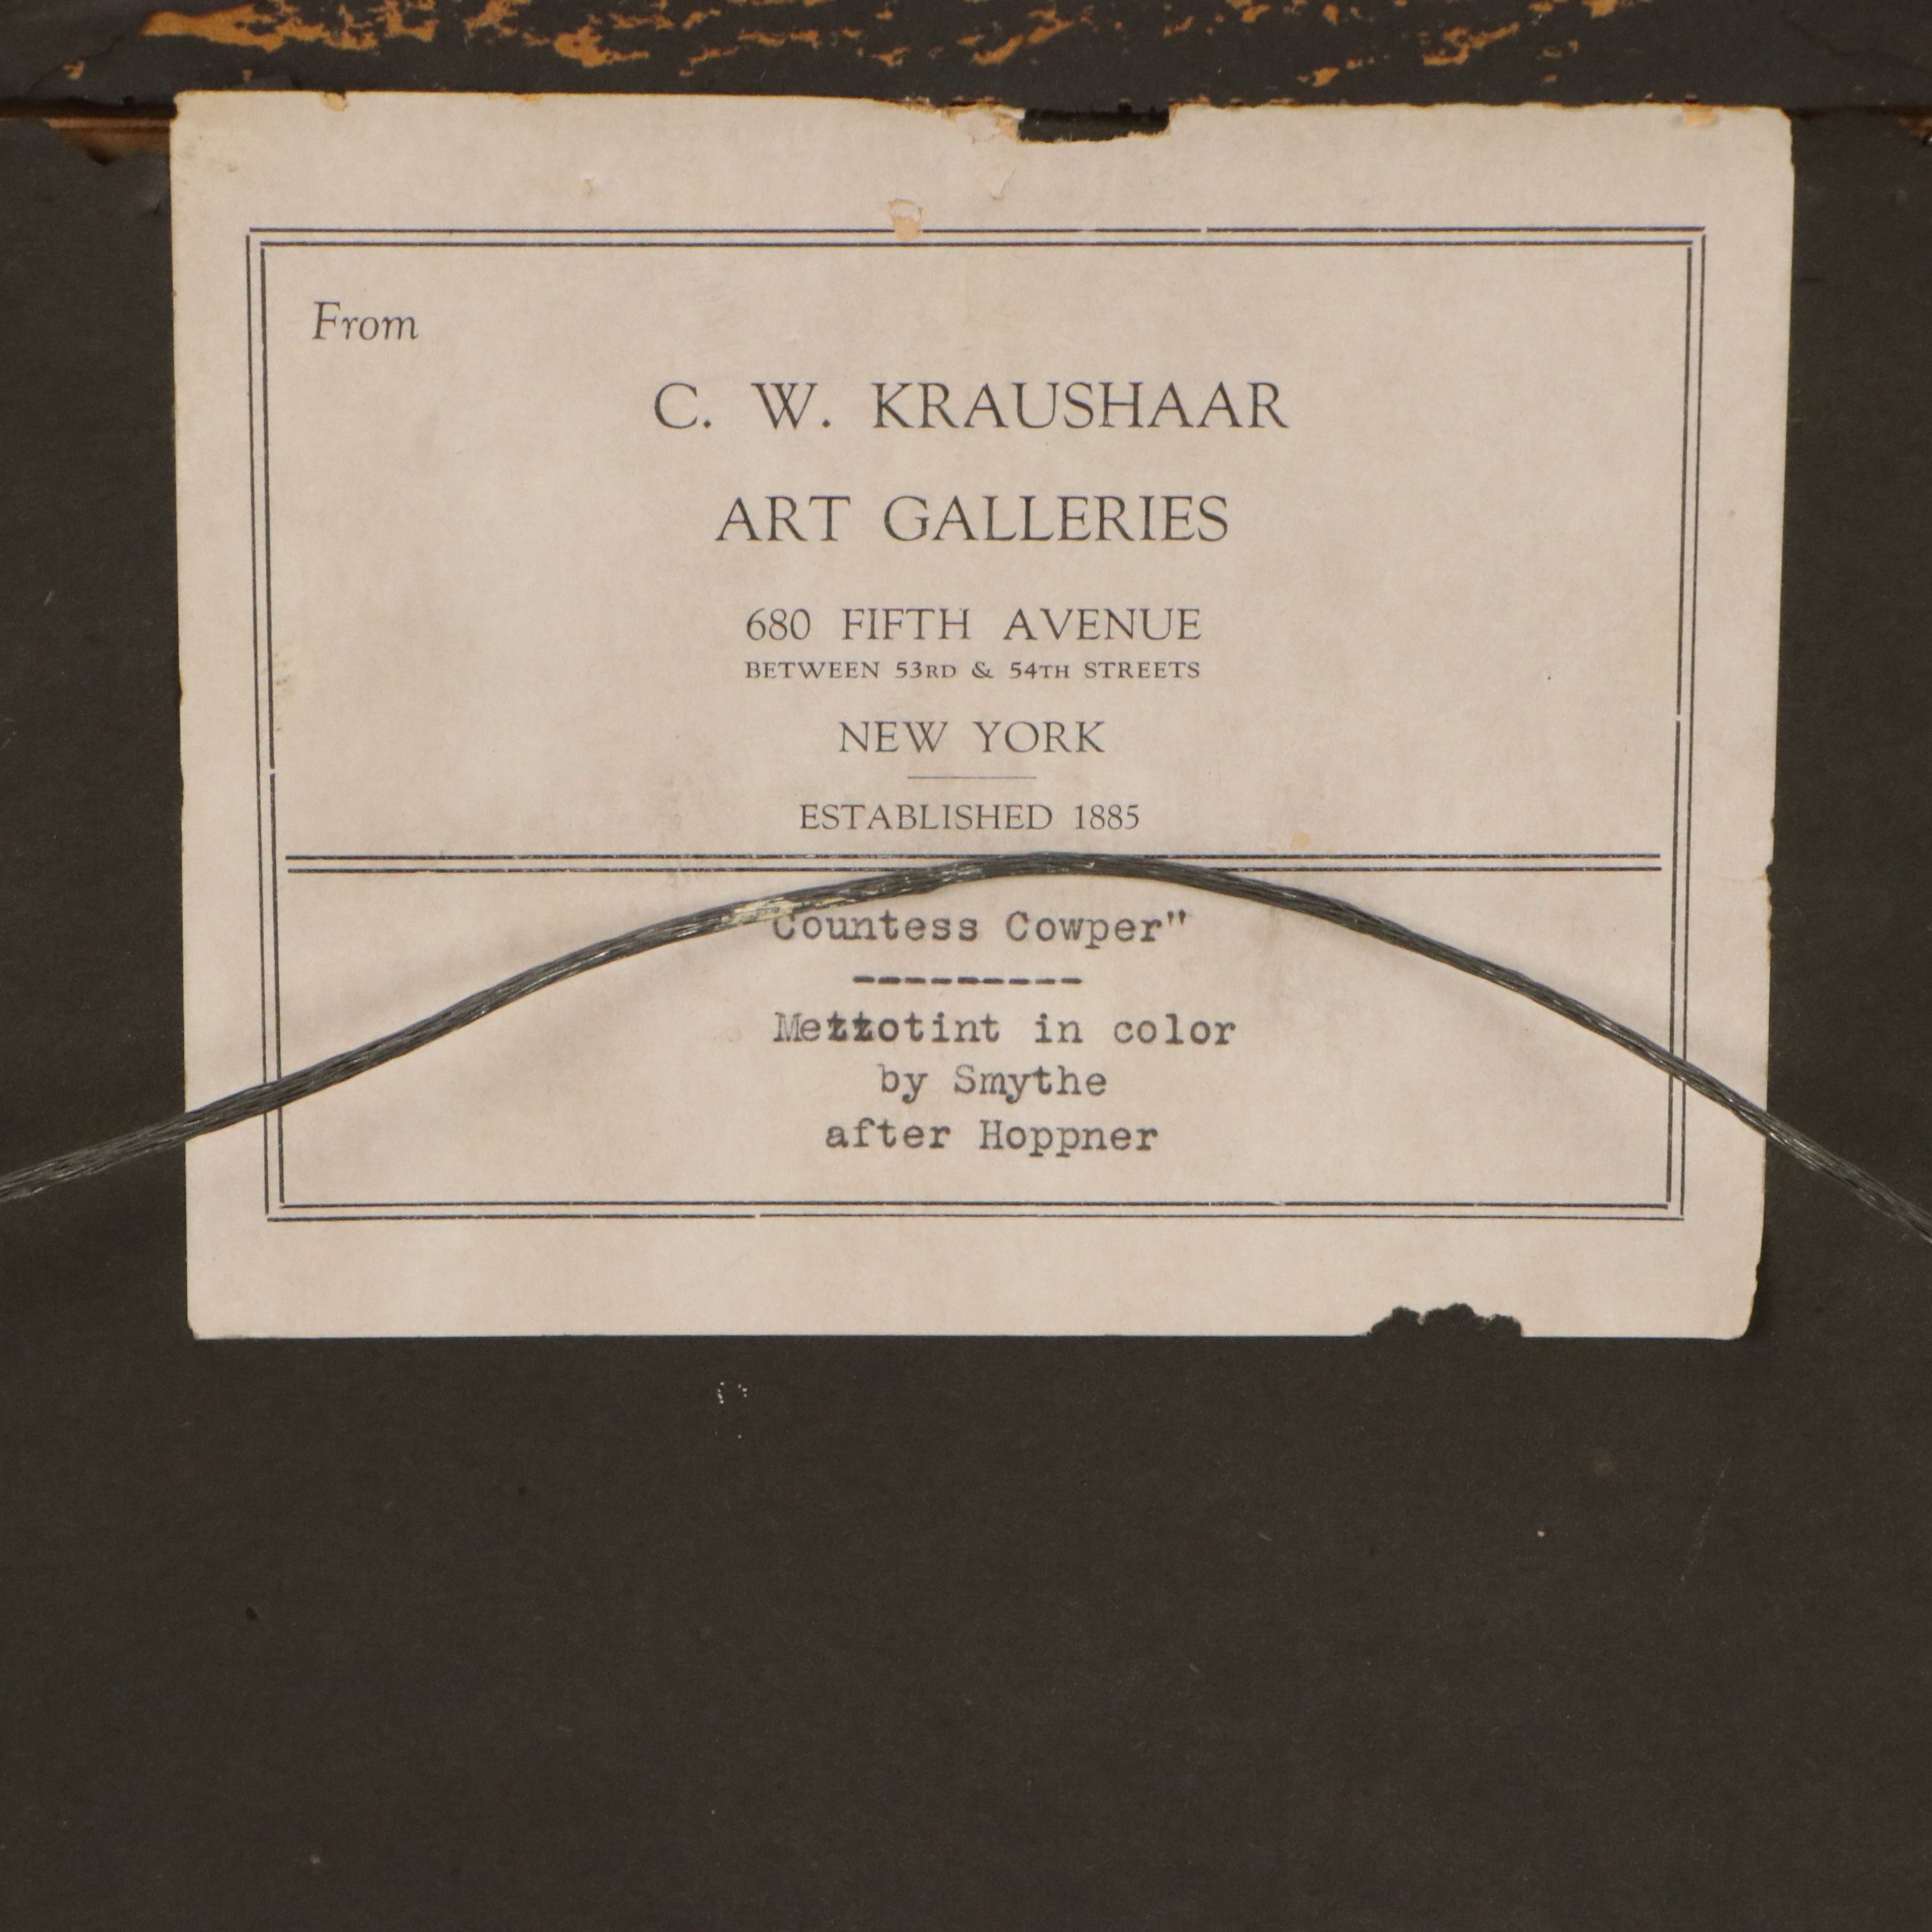 From
C. W. KRAUSHAAR
ART GALLERIES
680 FIFTH AVENUE
BETWEEN 53RD & 54TH STREETS
NEW YORK
ESTABLISHED 1885
Countess Cowper"
---------
Mezzotint in color
by Smythe
after Hoppner